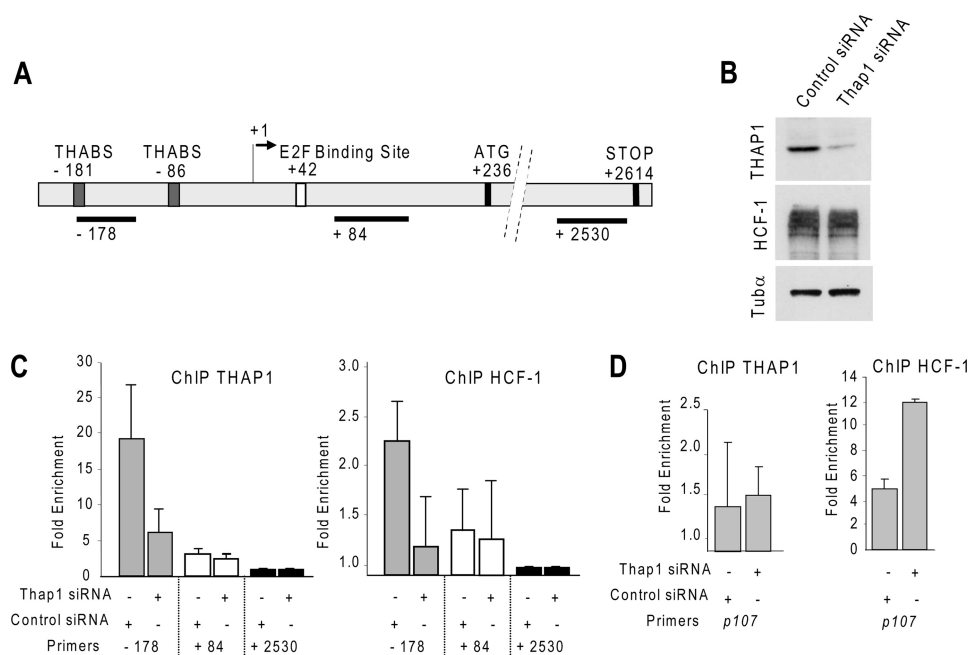 A
+1
THABS THABS E2F Binding Site ATG STOP
- 181 - 86 +42 +236 +2614
- 178 + 84 + 2530
B
Control siRNA
Thap1 siRNA
THAP1
HCF-1
Tubα
C
ChIP THAP1
Fold Enrichment
30
25
20
15
10
5
0
Thap1 siRNA - + - + - +
Control siRNA + - + - + -
Primers - 178 + 84 + 2530
ChIP HCF-1
Fold Enrichment
3.0
2.5
2.0
1.5
1.0
- + - + - +
+ - + - + -
- 178 + 84 + 2530
D
ChIP THAP1
Fold Enrichment
2.5
2.0
1.5
1.0
Thap1 siRNA - +
Control siRNA + -
Primers p107
ChIP HCF-1
Fold Enrichment
14
12
10
8
6
4
2
0
- +
+ -
p107